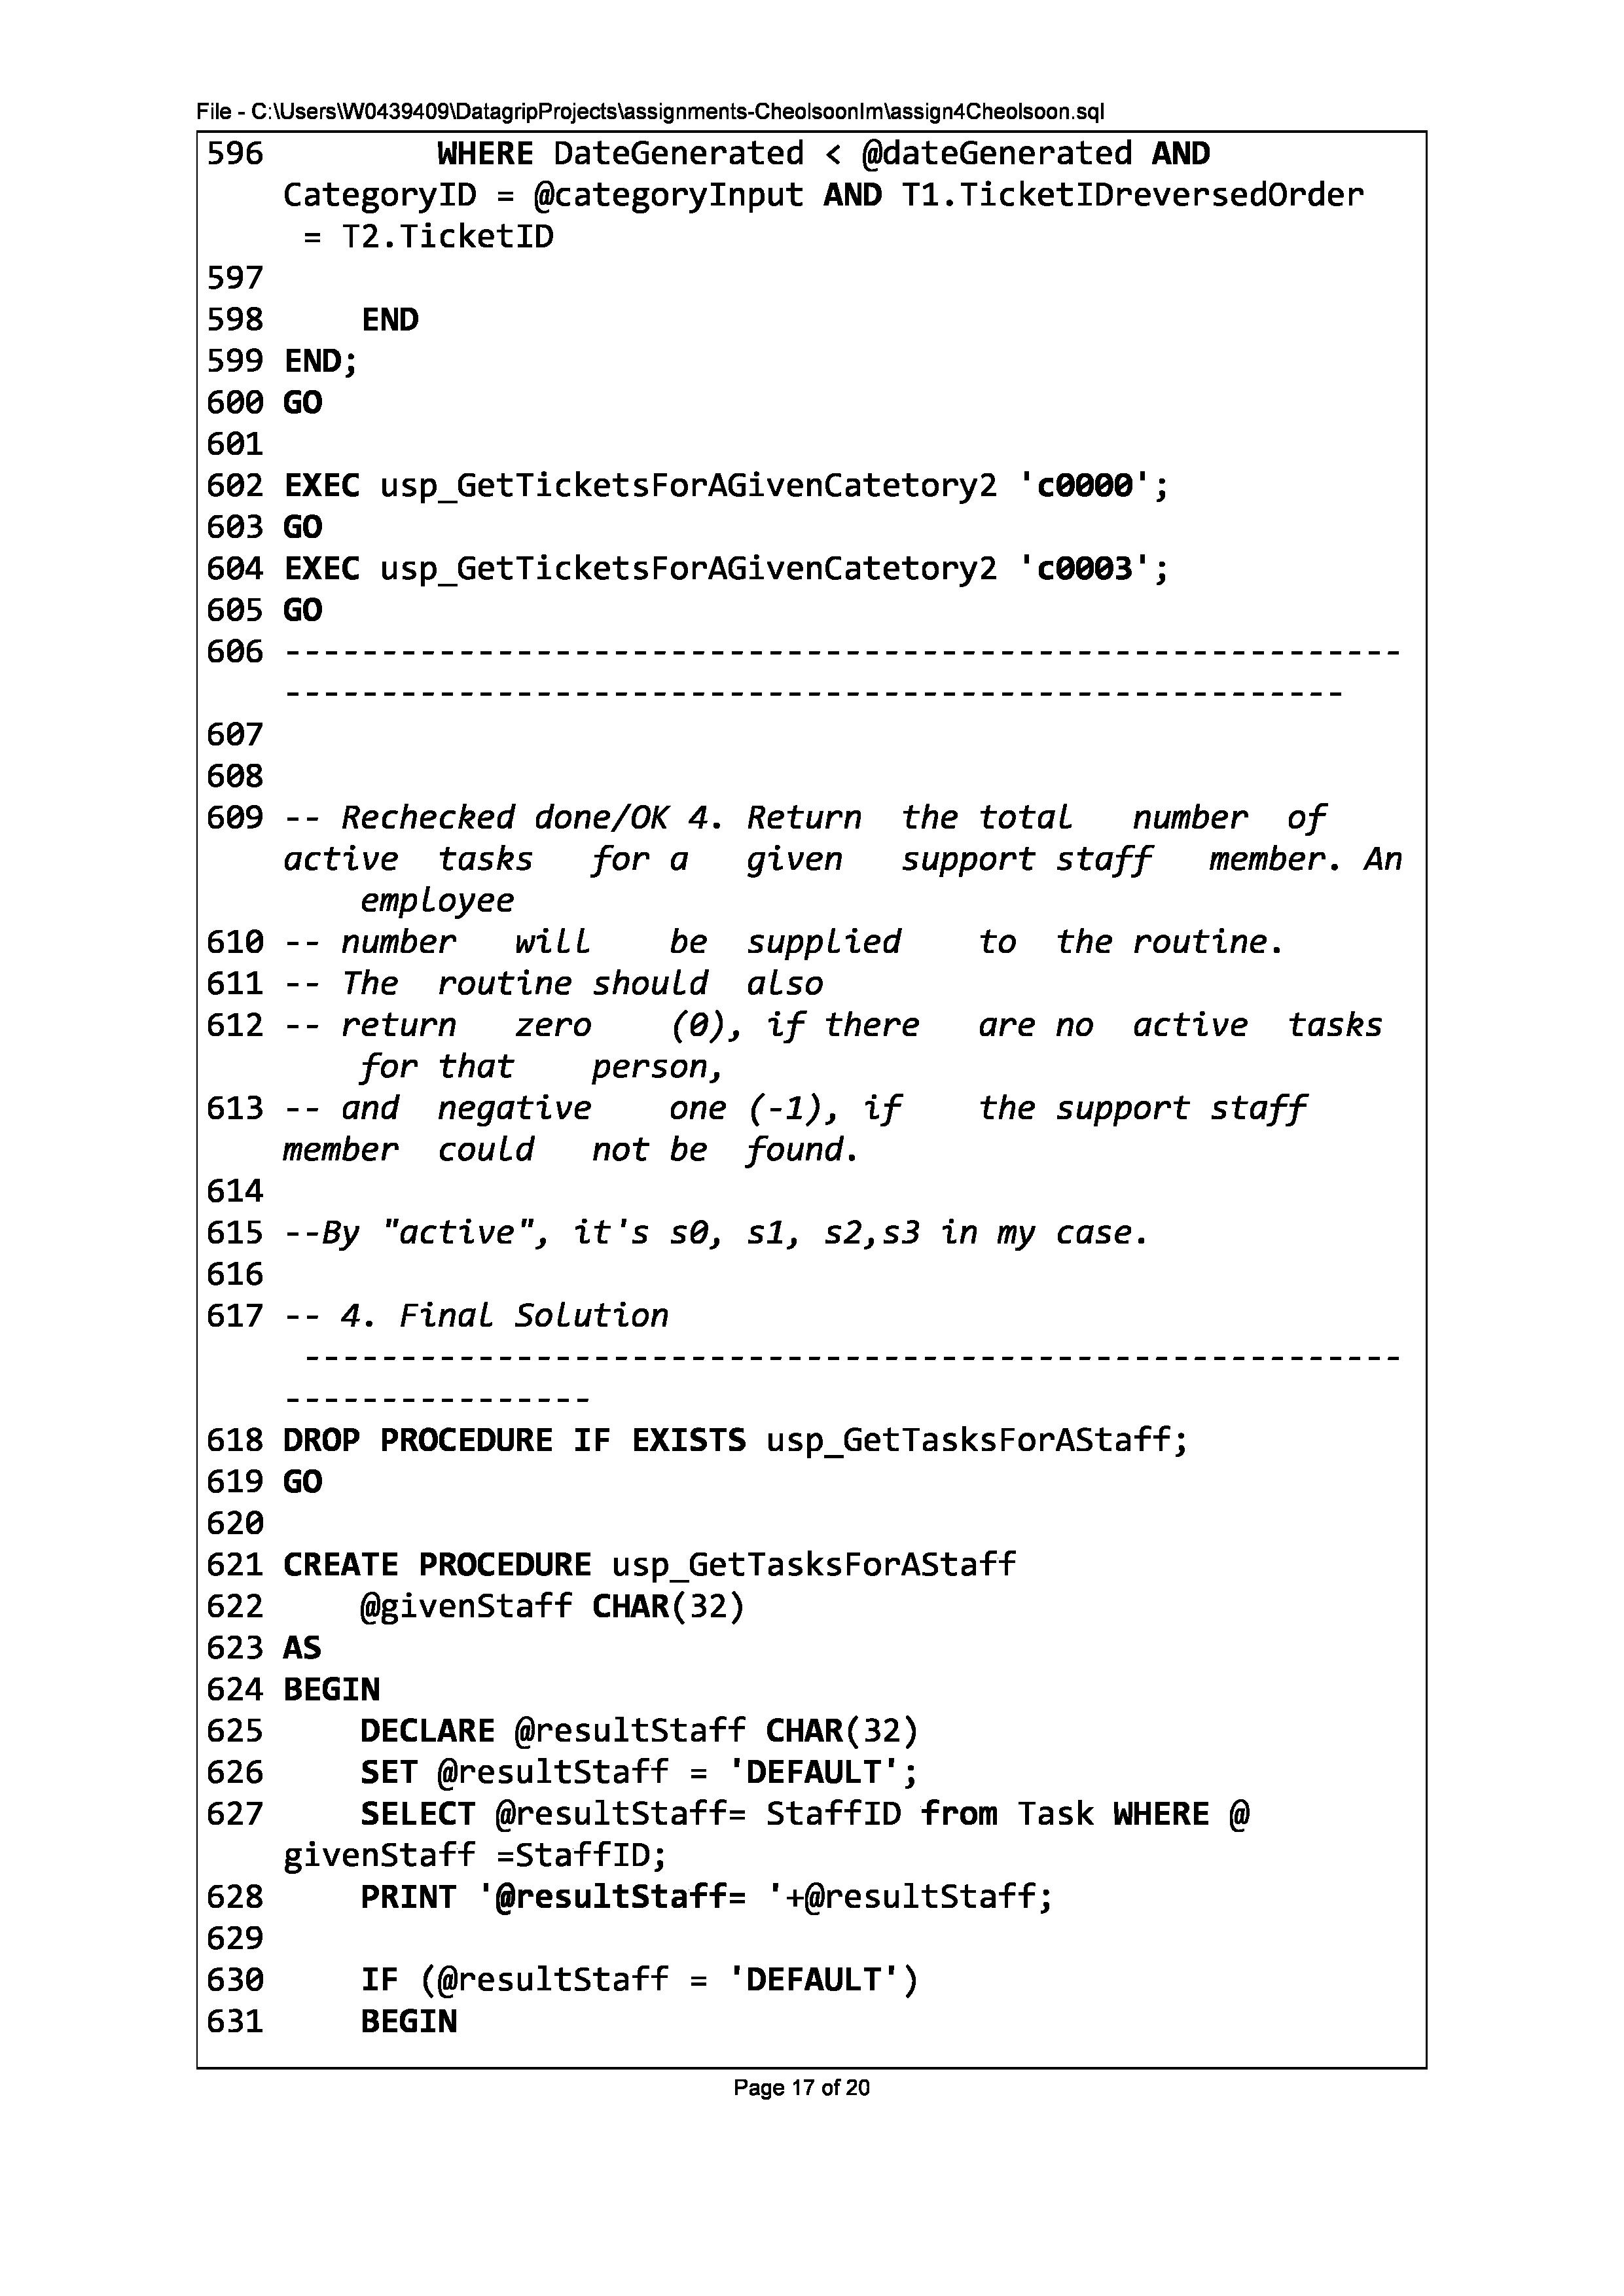 File - C:\Users\W0439409\DatagripProjects\assignments-CheolsoonIm\assign4Cheolsoon.sql
596         WHERE DateGenerated < @dateGenerated AND
CategoryID = @categoryInput AND T1.TicketIDreversedOrder
= T2.TicketID
597
598     END
599 END;
600 GO
601
602 EXEC usp_GetTicketsForAGivenCatetory2 'c0000';
603 GO
604 EXEC usp_GetTicketsForAGivenCatetory2 'c0003';
605 GO
606 ----------------------------------------------------------
-------------------------------------------------------
607
608
609 -- Rechecked done/OK 4. Return  the total   number  of
active  tasks   for a   given   support staff   member. An
employee
610 -- number   will    be  supplied    to  the routine.
611 -- The  routine should  also
612 -- return   zero    (0), if there   are no  active  tasks
for that    person,
613 -- and  negative    one (-1), if    the support staff
member  could   not be  found.
614
615 --By "active", it's s0, s1, s2,s3 in my case.
616
617 -- 4. Final Solution
---------------------------------------------------------
----------------
618 DROP PROCEDURE IF EXISTS usp_GetTasksForAStaff;
619 GO
620
621 CREATE PROCEDURE usp_GetTasksForAStaff
622     @givenStaff CHAR(32)
623 AS
624 BEGIN
625     DECLARE @resultStaff CHAR(32)
626     SET @resultStaff = 'DEFAULT';
627     SELECT @resultStaff= StaffID from Task WHERE @
givenStaff =StaffID;
628     PRINT '@resultStaff= '+@resultStaff;
629
630     IF (@resultStaff = 'DEFAULT')
631     BEGIN
Page 17 of 20